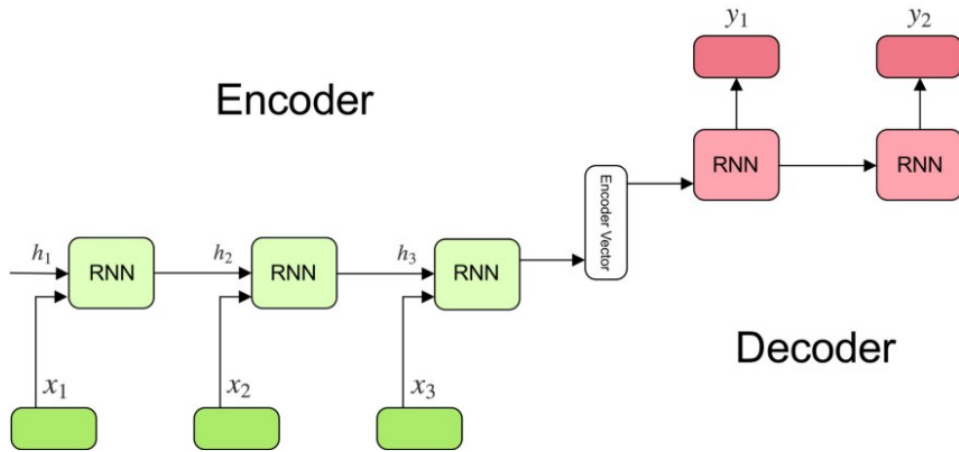 y₁ y₂
Encoder
RNN RNN
Encoder Vector
h₁ h₂ h₃
RNN RNN RNN
Decoder
x₁ x₂ x₃